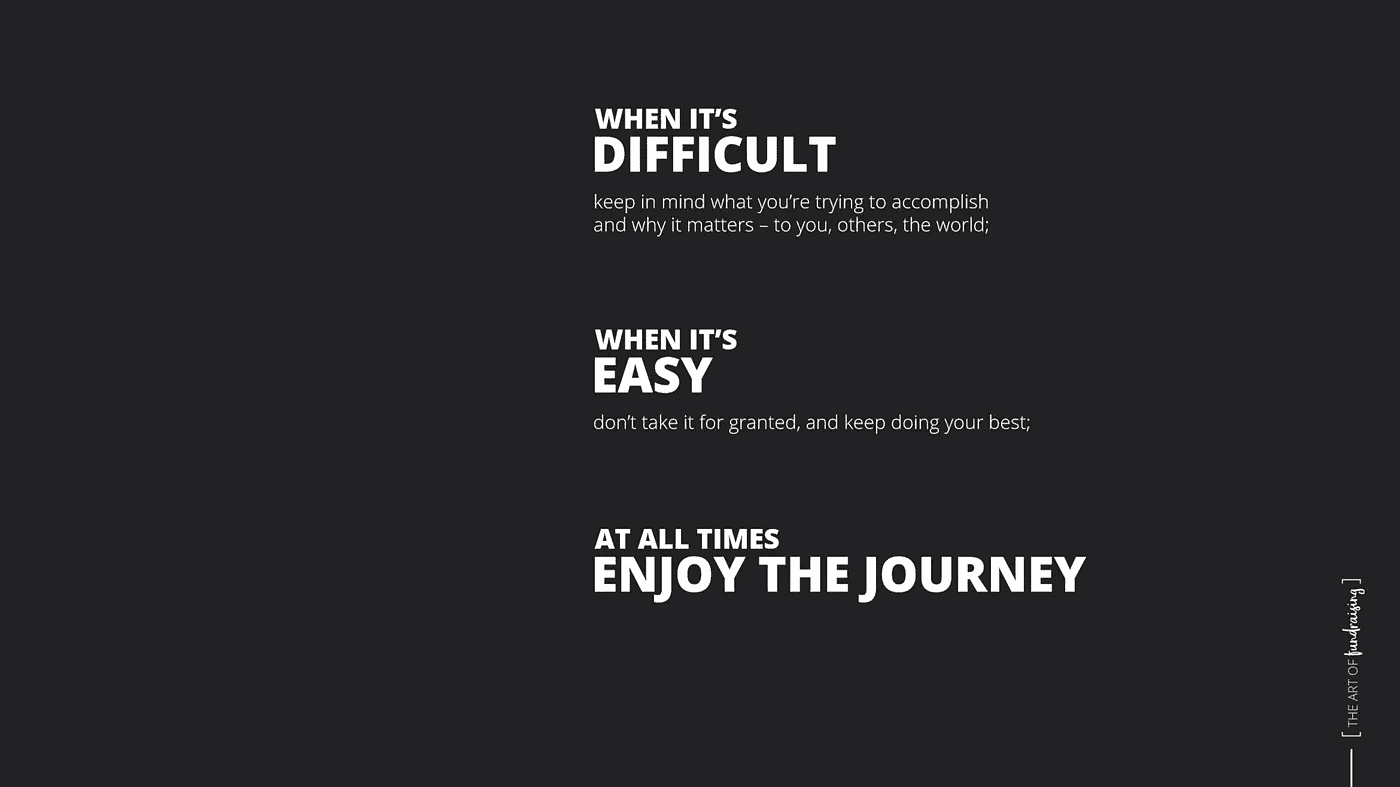 WHEN IT’S
DIFFICULT
keep in mind what you’re trying to accomplish
and why it matters – to you, others, the world;
WHEN IT’S
EASY
don’t take it for granted, and keep doing your best;
AT ALL TIMES
ENJOY THE JOURNEY
[ THE ART OF fundraising ]